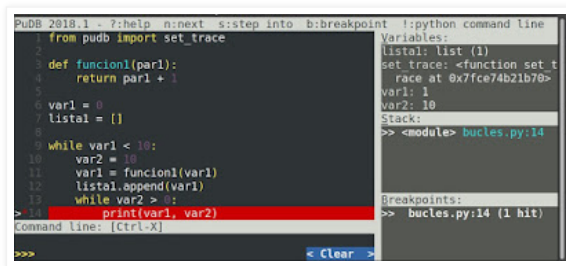 PuDB 2018.1 - ?:help n:next s:step into b:breakpoint !:python command line
1 from pudb import set_trace
2
3 def funcion1(par1):
4     return par1 + 1
5
6 var1 = 0
7 lista1 = []
8
9 while var1 < 10:
10     var2 = 10
11     var1 = funcion1(var1)
12     lista1.append(var1)
13     while var2 > 0:
>*14         print(var1, var2)
Command line: [Ctrl-X]
>>>
< Clear >
Variables:
lista1: list (1)
set_trace: <function set_t
race at 0x7fce74b21b70>
var1: 1
var2: 10
Stack:
>> <module> bucles.py:14
Breakpoints:
>> bucles.py:14 (1 hit)